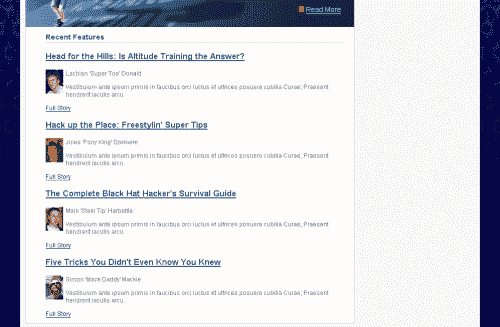 Read More
Recent Features
Head for the Hills: Is Altitude Training the Answer?
Lachlan 'Super Toe' Donald
Vestibulum ante ipsum primis in faucibus orci luctus et ultrices posuere cubilia Curae; Praesent
hendrerit iaculis arcu.
Full Story
Hack up the Place: Freestylin' Super Tips
Jules 'Pony King' Szemere
Vestibulum ante ipsum primis in faucibus orci luctus et ultrices posuere cubilia Curae; Praesent
hendrerit iaculis arcu.
Full Story
The Complete Black Hat Hacker's Survival Guide
Mark 'Steel Tip' Harbottle
Vestibulum ante ipsum primis in faucibus orci luctus et ultrices posuere cubilia Curae; Praesent
hendrerit iaculis arcu.
Full Story
Five Tricks You Didn't Even Know You Knew
Simon 'Mack Daddy' Mackie
Vestibulum ante ipsum primis in faucibus orci luctus et ultrices posuere cubilia Curae; Praesent
hendrerit iaculis arcu.
Full Story